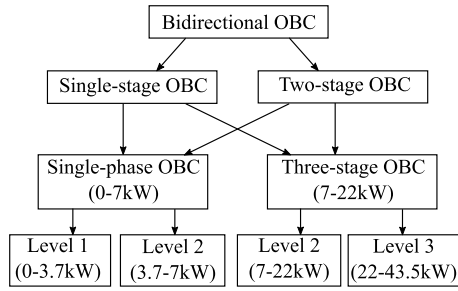 Bidirectional OBC
Single-stage OBC
Two-stage OBC
Single-phase OBC
(0-7kW)
Three-stage OBC
(7-22kW)
Level 1
(0-3.7kW)
Level 2
(3.7-7kW)
Level 2
(7-22kW)
Level 3
(22-43.5kW)